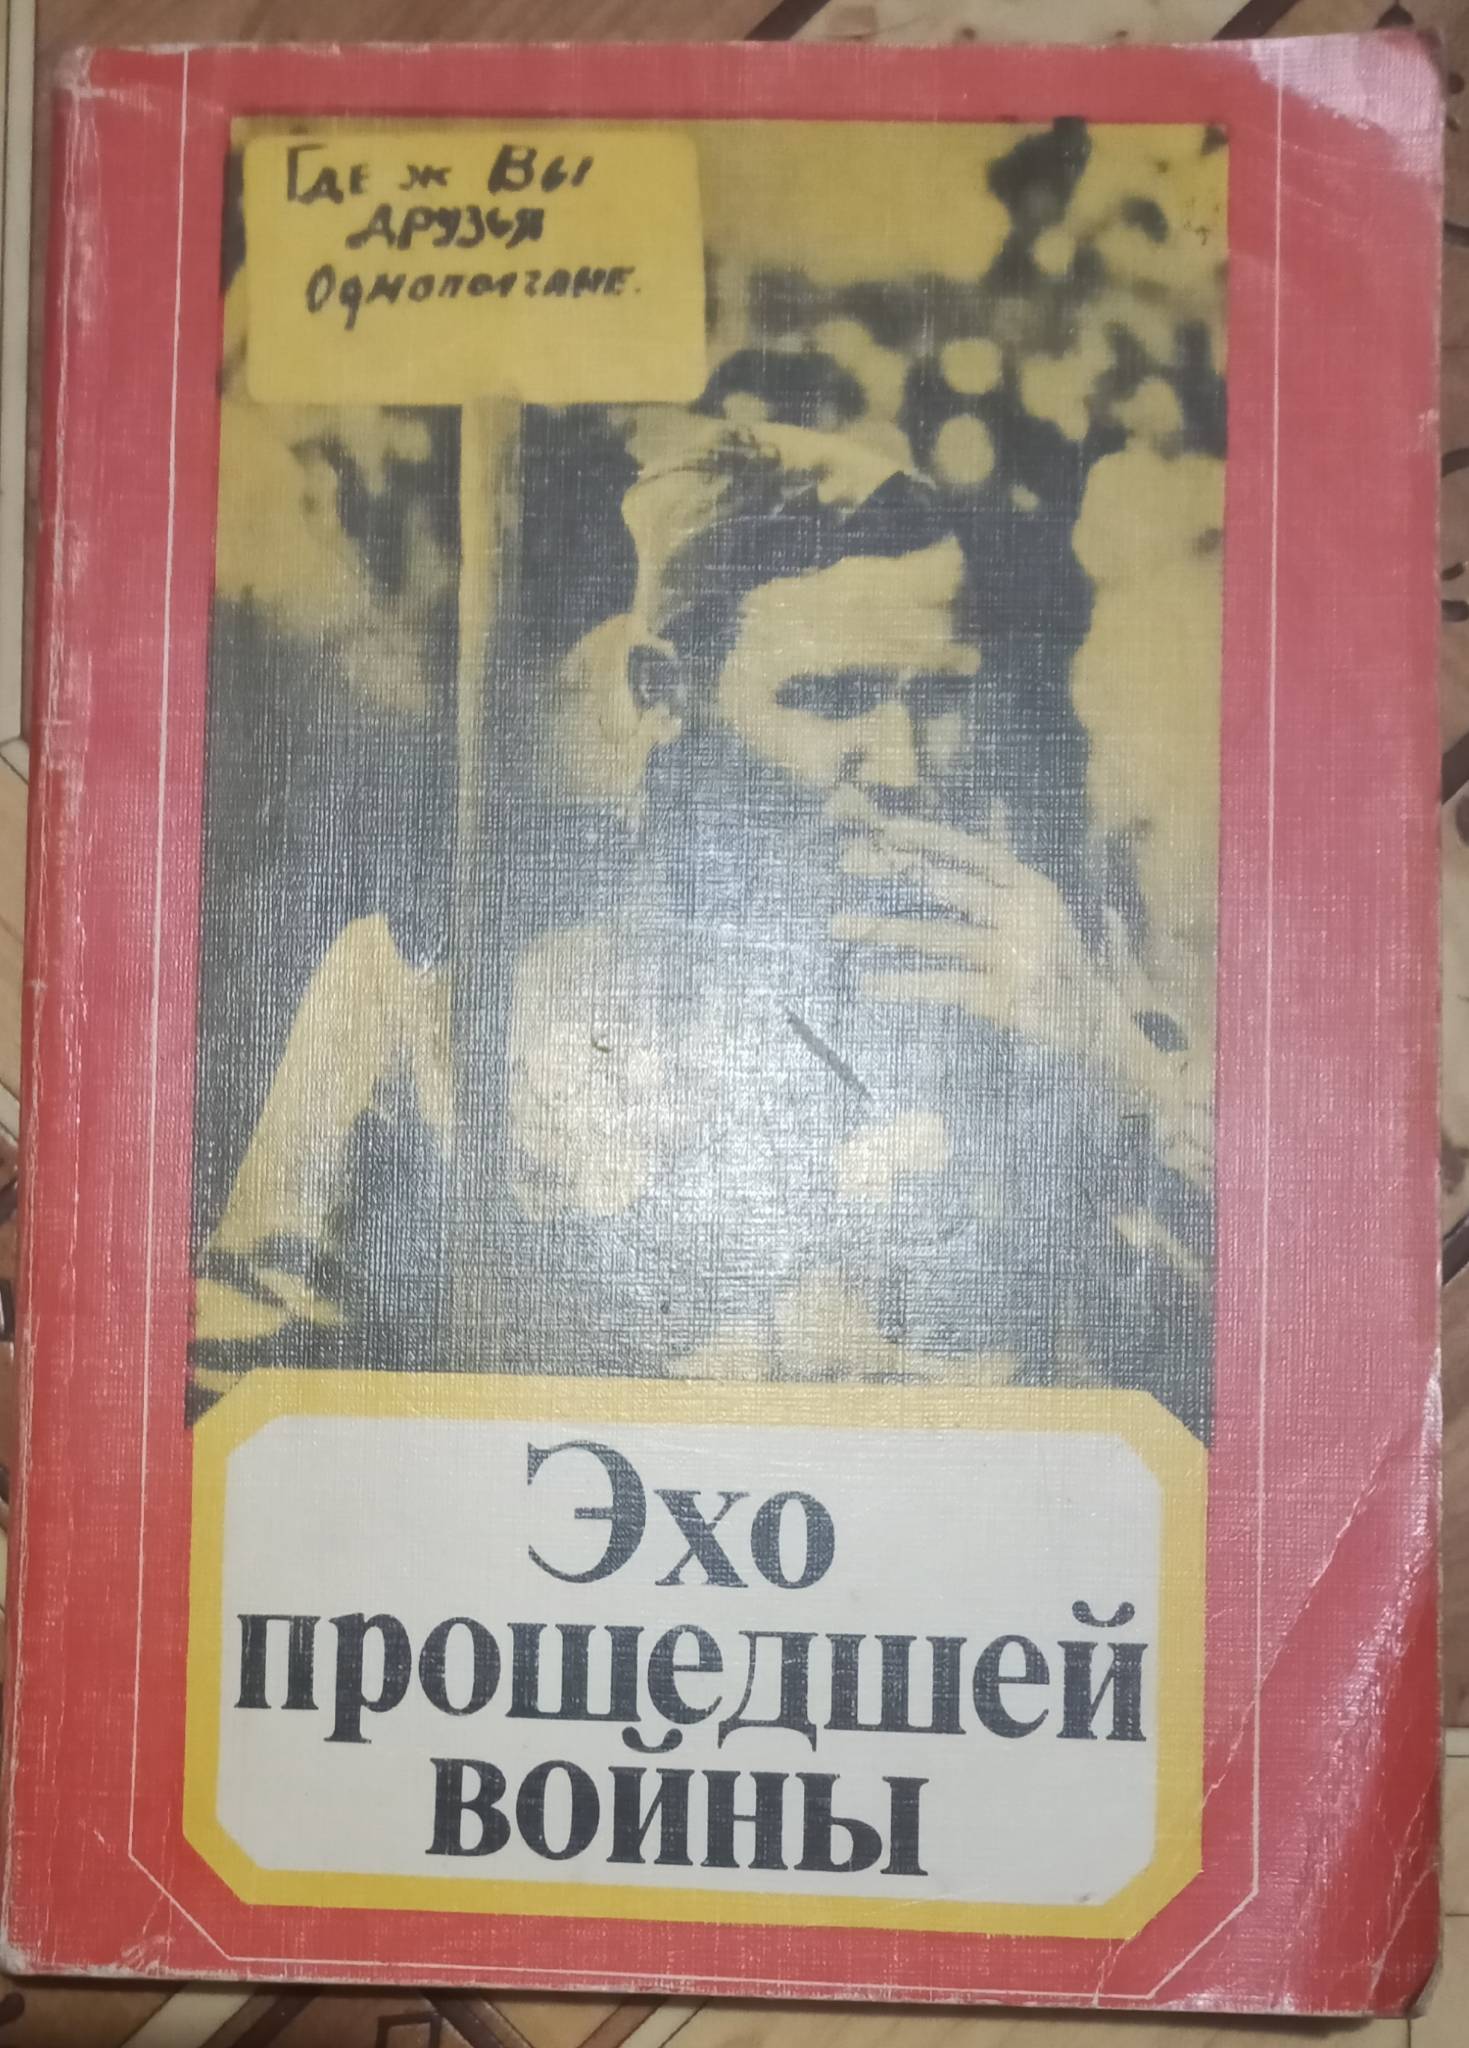 Где ж Вы
друзья
Однополчане.
Эхо
прошедшей
войны